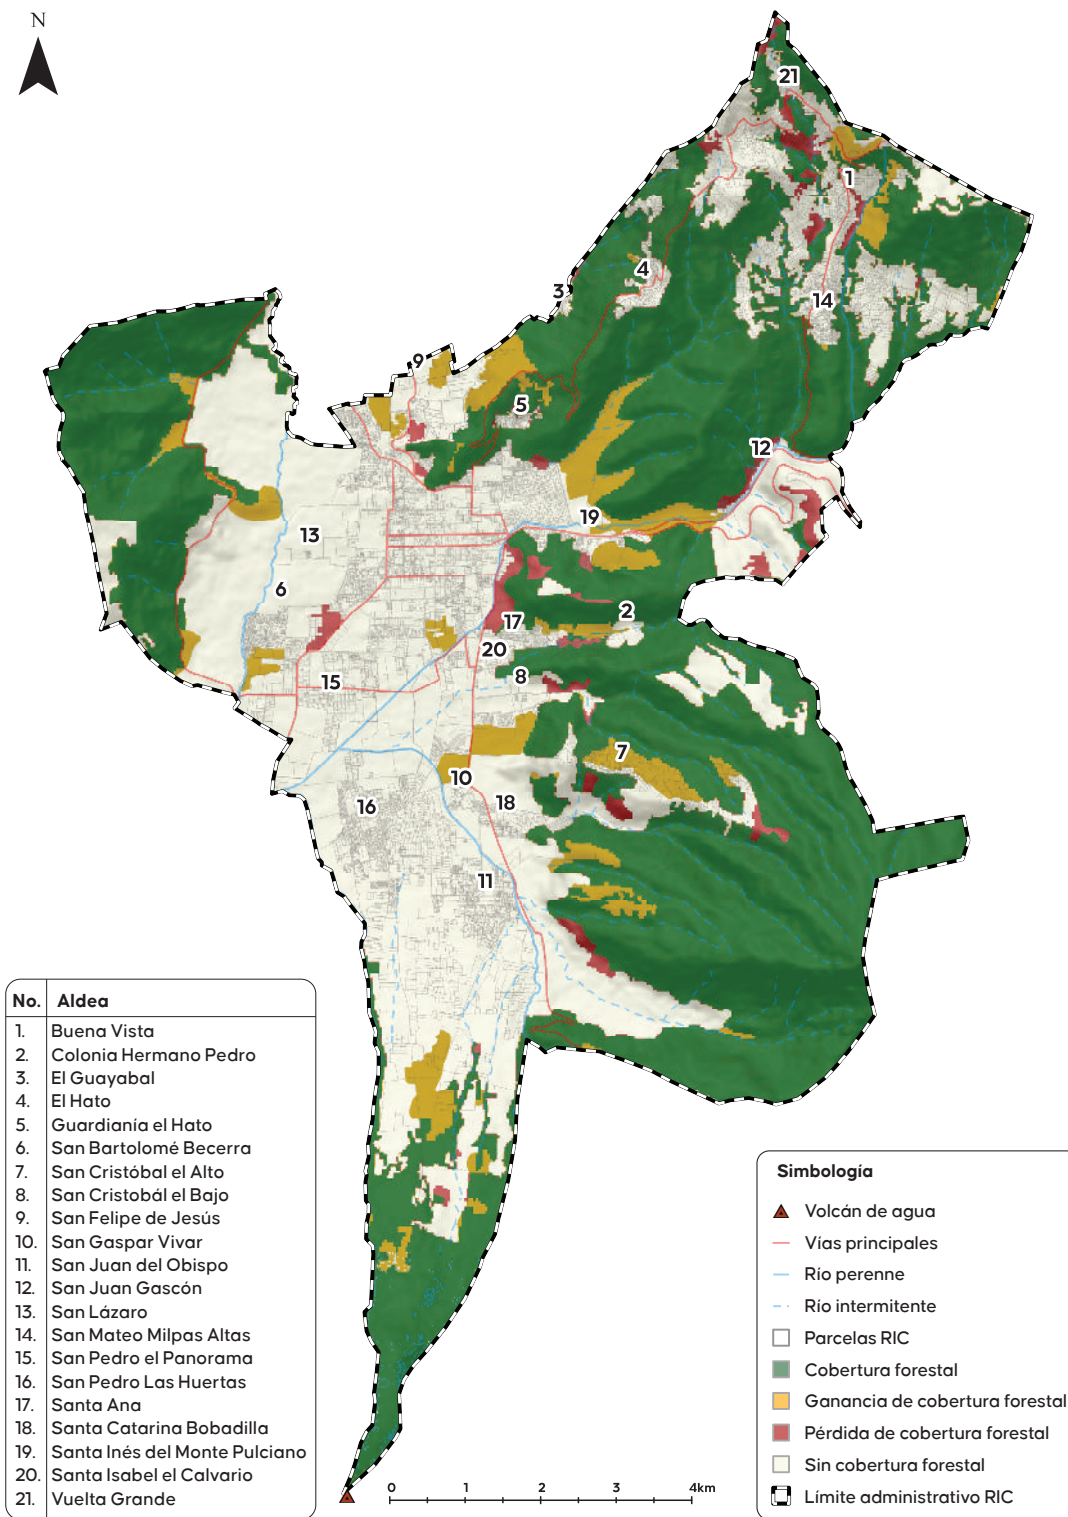 N
21
1
4
3
14
9
5
12
19
13
6
2
17
20
8
15
7
10
18
16
11
No. Aldea
1. Buena Vista
2. Colonia Hermano Pedro
3. El Guayabal
4. El Hato
5. Guardianía el Hato
6. San Bartolomé Becerra
7. San Cristóbal el Alto
8. San Cristobál el Bajo
9. San Felipe de Jesús
10. San Gaspar Vivar
11. San Juan del Obispo
12. San Juan Gascón
13. San Lázaro
14. San Mateo Milpas Altas
15. San Pedro el Panorama
16. San Pedro Las Huertas
17. Santa Ana
18. Santa Catarina Bobadilla
19. Santa Inés del Monte Pulciano
20. Santa Isabel el Calvario
21. Vuelta Grande
Simbología
Volcán de agua
Vías principales
Río perenne
Río intermitente
Parcelas RIC
Cobertura forestal
Ganancia de cobertura forestal
Pérdida de cobertura forestal
Sin cobertura forestal
Límite administrativo RIC
0 1 2 3 4km